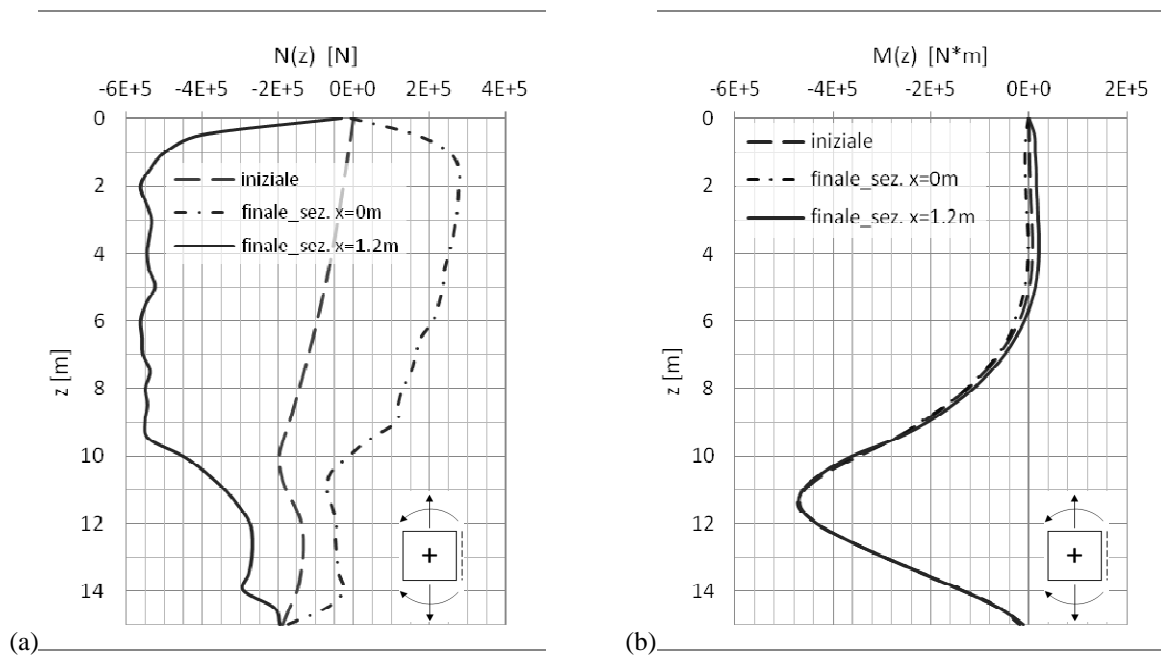 N(z) [N]
-6E+5 -4E+5 -2E+5 0E+0 2E+5 4E+5
0
2
4
6
8
10
12
14
z [m]
iniziale
finale_sez. x=0m
finale_sez. x=1.2m
(a)
M(z) [N*m]
-6E+5 -4E+5 -2E+5 0E+0 2E+5
0
2
4
6
8
10
12
14
z [m]
iniziale
finale_sez. x=0m
finale_sez. x=1.2m
(b)